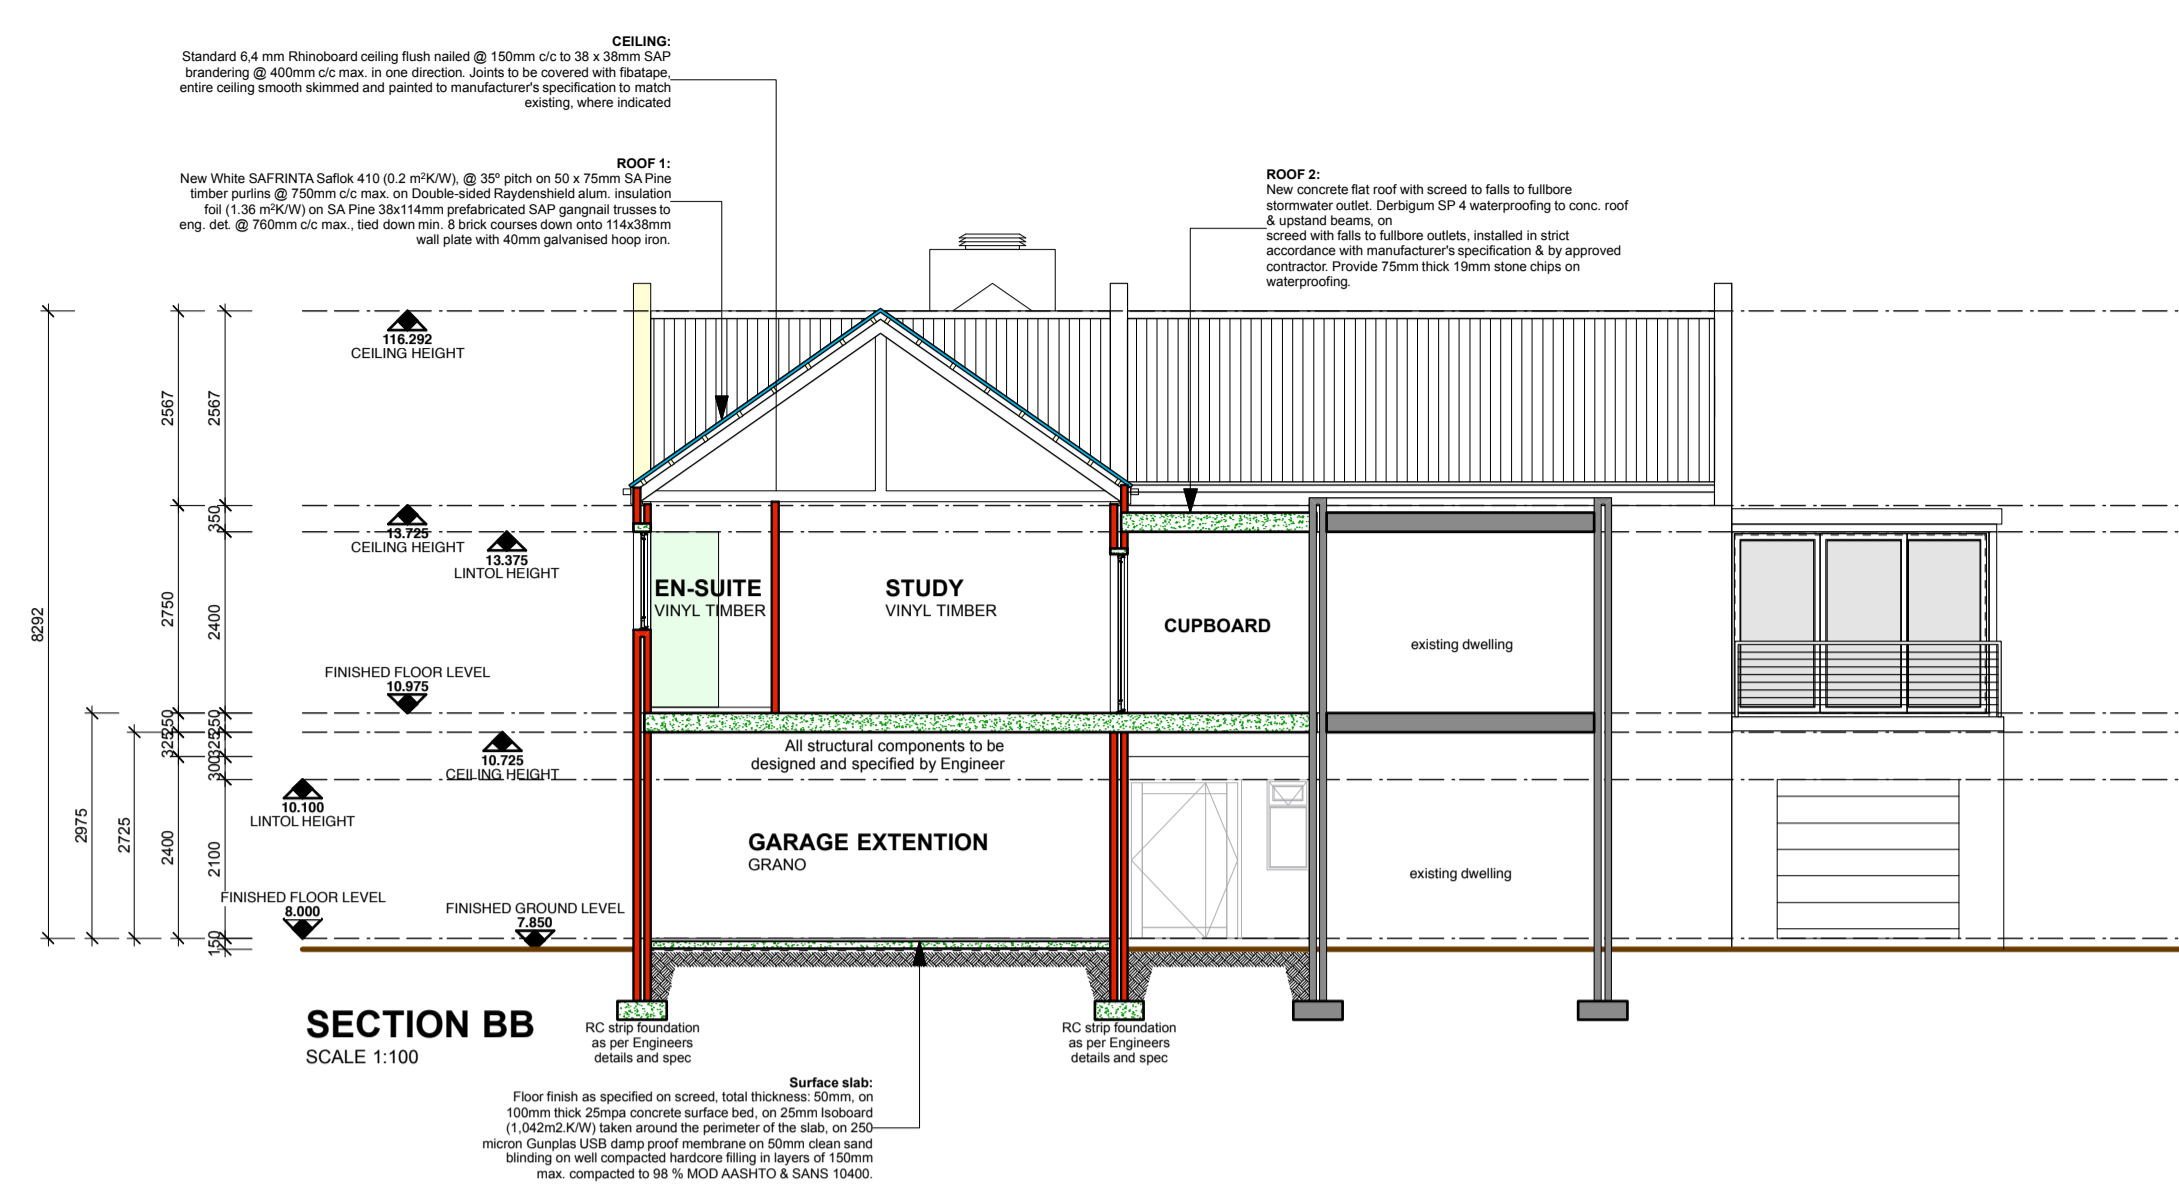 CEILING:
Standard 6,4 mm Rhinoboard ceiling flush nailed @ 150mm c/c to 38 x 38mm SAP
brandering @ 400mm c/c max. in one direction. Joints to be covered with fibatape,
entire ceiling smooth skimmed and painted to manufacturer's specification to match
existing, where indicated
ROOF 1:
New White SAFRINTA Saflok 410 (0.2 m²K/W), @ 35º pitch on 50 x 75mm SA Pine
timber purlins @ 750mm c/c max. on Double-sided Raydenshield alum. insulation
foil (1.36 m²K/W) on SA Pine 38x114mm prefabricated SAP gangnail trusses to
eng. det. @ 760mm c/c max., tied down min. 8 brick courses down onto 114x38mm
wall plate with 40mm galvanised hoop iron.
ROOF 2:
New concrete flat roof with screed to falls to fullbore
stormwater outlet. Derbigum SP 4 waterproofing to conc. roof
& upstand beams, on
screed with falls to fullbore outlets, installed in strict
accordance with manufacturer's specification & by approved
contractor. Provide 75mm thick 19mm stone chips on
waterproofing.
116.292
CEILING HEIGHT
2567
2567
350
13.725
CEILING HEIGHT
13.375
LINTOL HEIGHT
8292
2750
2400
EN-SUITE
VINYL TIMBER
STUDY
VINYL TIMBER
CUPBOARD
existing dwelling
FINISHED FLOOR LEVEL
10.975
250
250
325
325
300
10.725
CEILING HEIGHT
All structural components to be
designed and specified by Engineer
10.100
LINTOL HEIGHT
2975
2725
2400
2100
GARAGE EXTENTION
GRANO
existing dwelling
FINISHED FLOOR LEVEL
8.000
FINISHED GROUND LEVEL
7.850
150
SECTION BB
SCALE 1:100
RC strip foundation
as per Engineers
details and spec
RC strip foundation
as per Engineers
details and spec
Surface slab:
Floor finish as specified on screed, total thickness: 50mm, on
100mm thick 25mpa concrete surface bed, on 25mm Isoboard
(1,042m2.K/W) taken around the perimeter of the slab, on 250
micron Gunplas USB damp proof membrane on 50mm clean sand
blinding on well compacted hardcore filling in layers of 150mm
max. compacted to 98 % MOD AASHTO & SANS 10400.